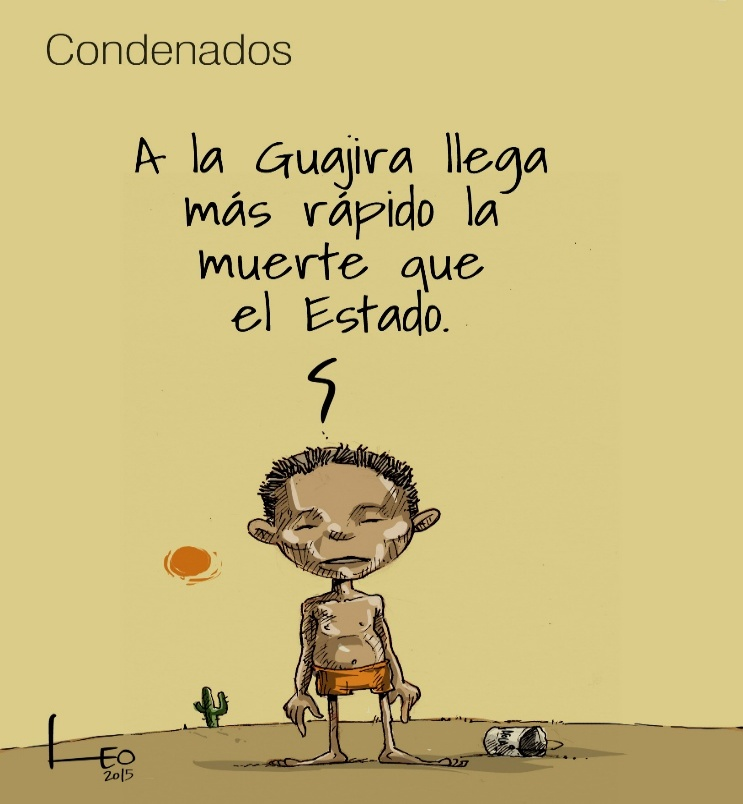 Condenados
A la Guajira llega
más rápido la
muerte que
el Estado.
LEO
2015